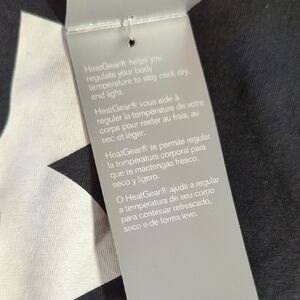 HeatGear® helps you
regulate your body
temperature to stay cool, dry,
and light.
HeatGear® vous aide à
réguler la température de votre
corps pour rester au frais, au
sec et léger.
HeatGear® te permite regular
la temperatura corporal para
que te mantengas fresco,
seco y ligero.
O HeatGear® ajuda a regular
a temperatura de seu corpo
para continuar refrescado,
seco e de forma leve.